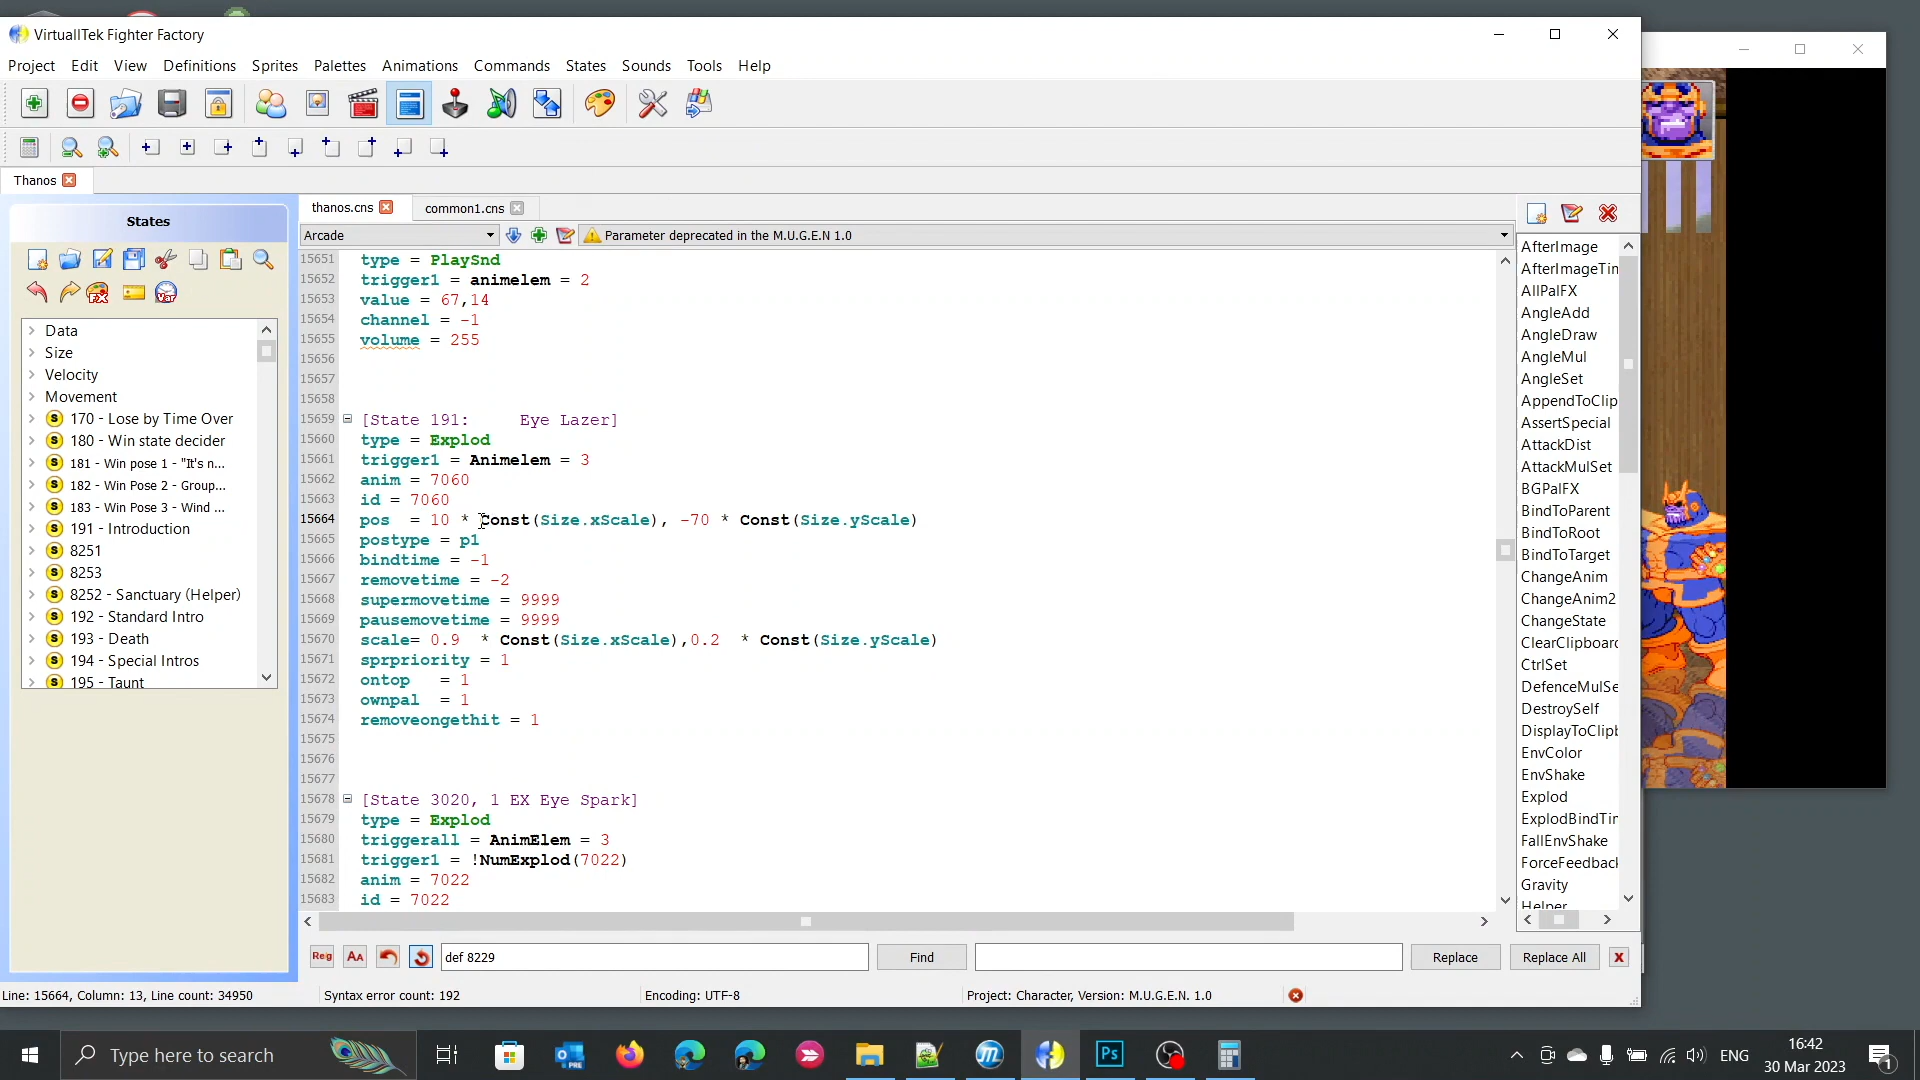 VirtuallTek Fighter Factory
Project Edit View Definitions Sprites Palettes Animations Commands States Sounds Tools Help
Thanos
States
thanos.cns common1.cns
Arcade Parameter deprecated in the M.U.G.E.N 1.0
Data
Size
Velocity
Movement
170 - Lose by Time Over
180 - Win state decider
181 - Win pose 1 - "It's n...
182 - Win Pose 2 - Group...
183 - Win Pose 3 - Wind ...
191 - Introduction
8251
8253
8252 - Sanctuary (Helper)
192 - Standard Intro
193 - Death
194 - Special Intros
195 - Taunt
15651 type = PlaySnd
15652 trigger1 = animelem = 2
15653 value = 67,14
15654 channel = -1
15655 volume = 255
15656
15657
15658
15659 [State 191: Eye Lazer]
15660 type = Explod
15661 trigger1 = Animelem = 3
15662 anim = 7060
15663 id = 7060
15664 pos = 10 * Const(Size.xScale), -70 * Const(Size.yScale)
15665 postype = p1
15666 bindtime = -1
15667 removetime = -2
15668 supermovetime = 9999
15669 pausemovetime = 9999
15670 scale= 0.9 * Const(Size.xScale),0.2 * Const(Size.yScale)
15671 sprpriority = 1
15672 ontop = 1
15673 ownpal = 1
15674 removeongethit = 1
15675
15676
15677
15678 [State 3020, 1 EX Eye Spark]
15679 type = Explod
15680 triggerall = AnimElem = 3
15681 trigger1 = !NumExplod(7022)
15682 anim = 7022
15683 id = 7022
AfterImage
AfterImageTin
AllPalFX
AngleAdd
AngleDraw
AngleMul
AngleSet
AppendToClip
AssertSpecial
AttackDist
AttackMulSet
BGPalFX
BindToParent
BindToRoot
BindToTarget
ChangeAnim
ChangeAnim2
ChangeState
ClearClipboard
CtrlSet
DefenceMulSe
DestroySelf
DisplayToClipb
EnvColor
EnvShake
Explod
ExplodBindTin
FallEnvShake
ForceFeedback
Gravity
Helper
Reg AA def 8229 Find Replace Replace All X
Line: 15664, Column: 13, Line count: 34950 Syntax error count: 192 Encoding: UTF-8 Project: Character, Version: M.U.G.E.N. 1.0
Type here to search
PRE
Ps
ENG
16:42
30 Mar 2023
1